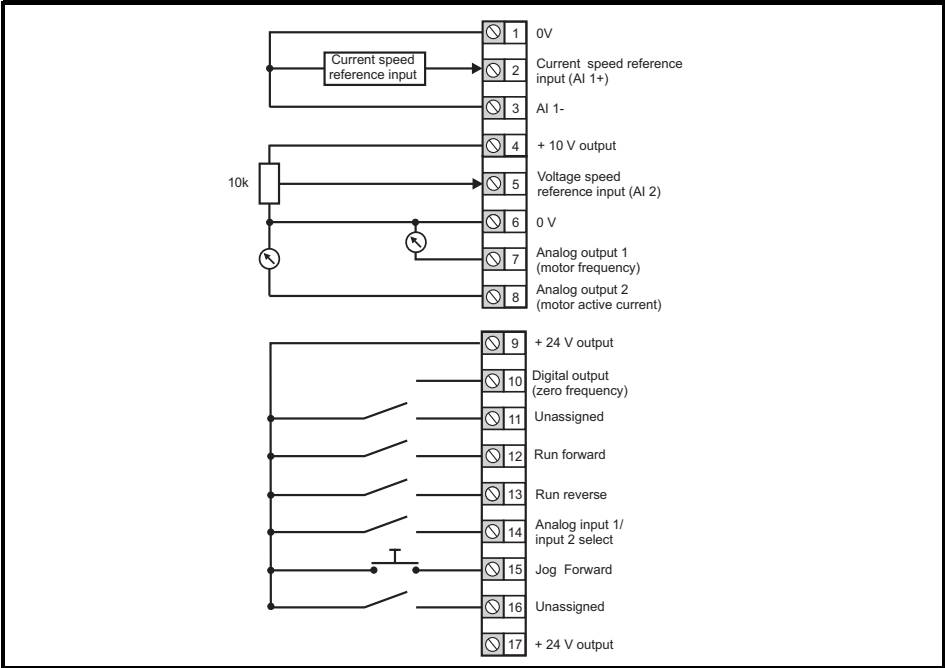 1 0V
Current speed
reference input
2 Current speed reference
input (AI 1+)
3 AI 1-
4 + 10 V output
10k
5 Voltage speed
reference input (AI 2)
6 0 V
7 Analog output 1
(motor frequency)
8 Analog output 2
(motor active current)
9 + 24 V output
10 Digital output
(zero frequency)
11 Unassigned
12 Run forward
13 Run reverse
14 Analog input 1/
input 2 select
15 Jog Forward
16 Unassigned
17 + 24 V output